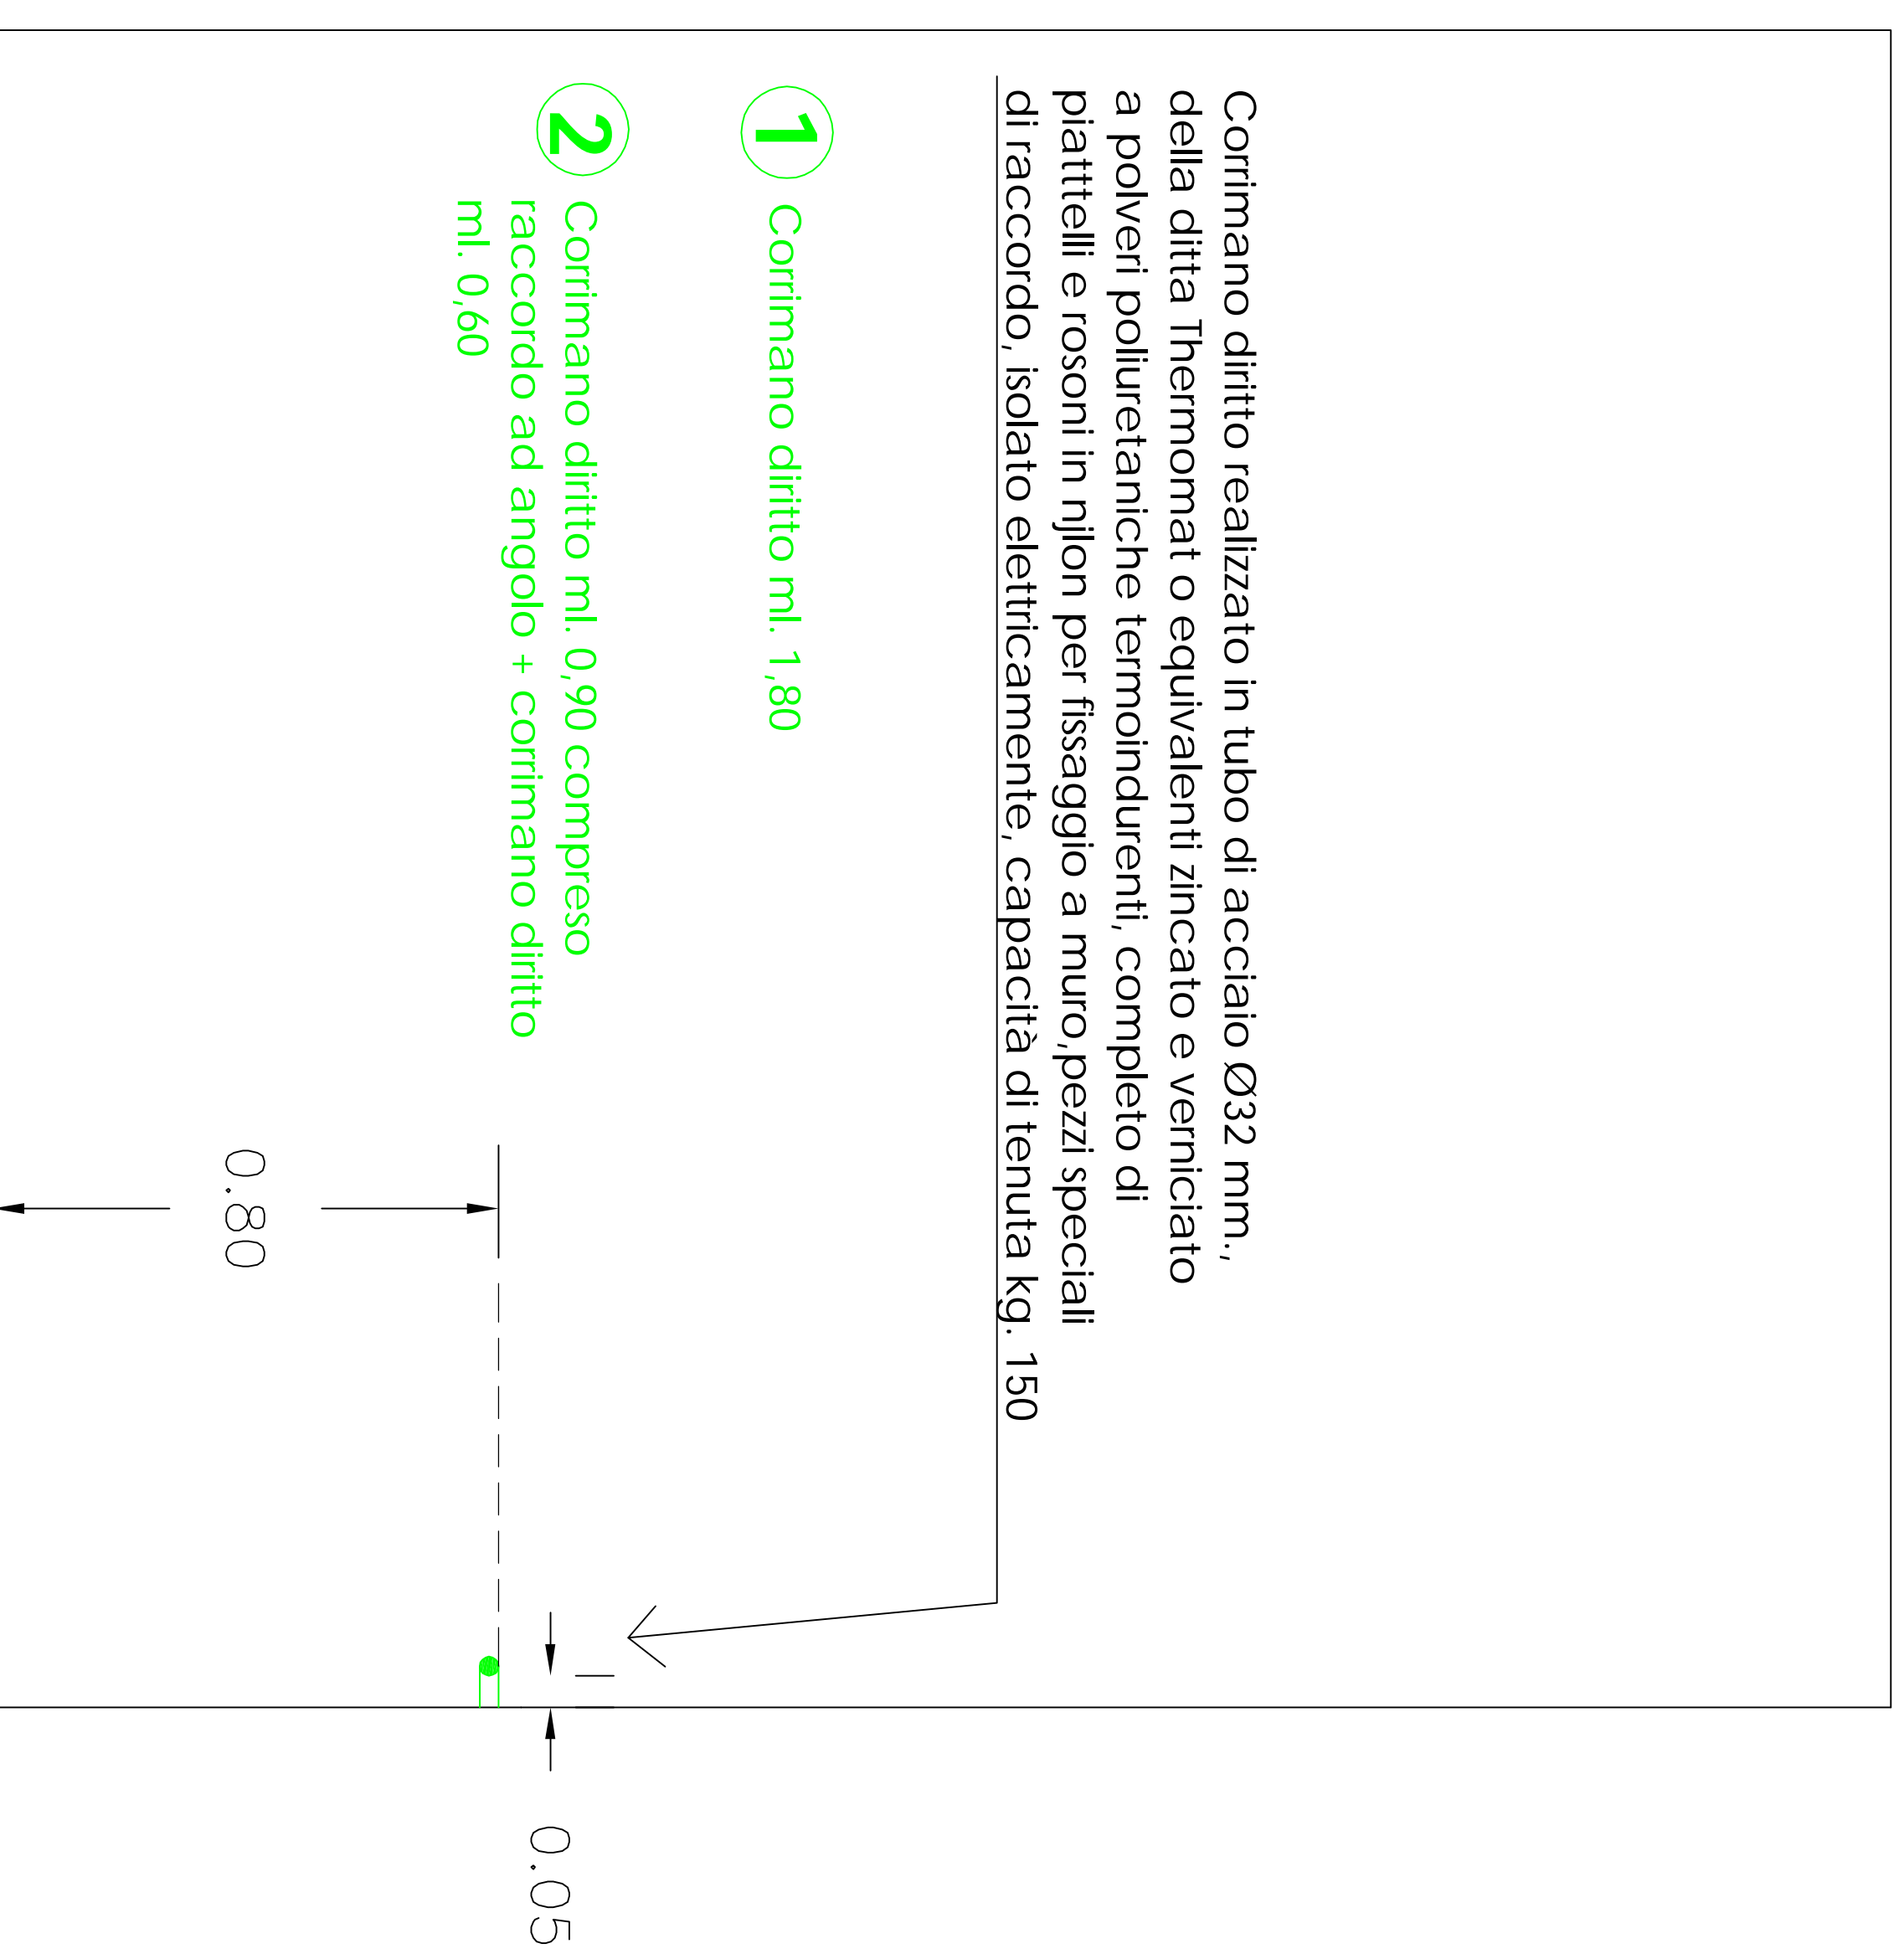 Corrimano diritto realizzato in tubo di acciaio Ø32 mm.,
della ditta Thermomat o equivalenti zincato e verniciato
a polveri poliuretaniche termoindurenti, completo di
piatttelli e rosoni in njlon per fissaggio a muro,pezzi speciali
di raccordo, isolato elettricamente, capacità di tenuta kg. 150
1
Corrimano diritto ml. 1,80
2
Corrimano diritto ml. 0,90 compreso
raccordo ad angolo + corrimano diritto
ml. 0,60
0.80
0.05